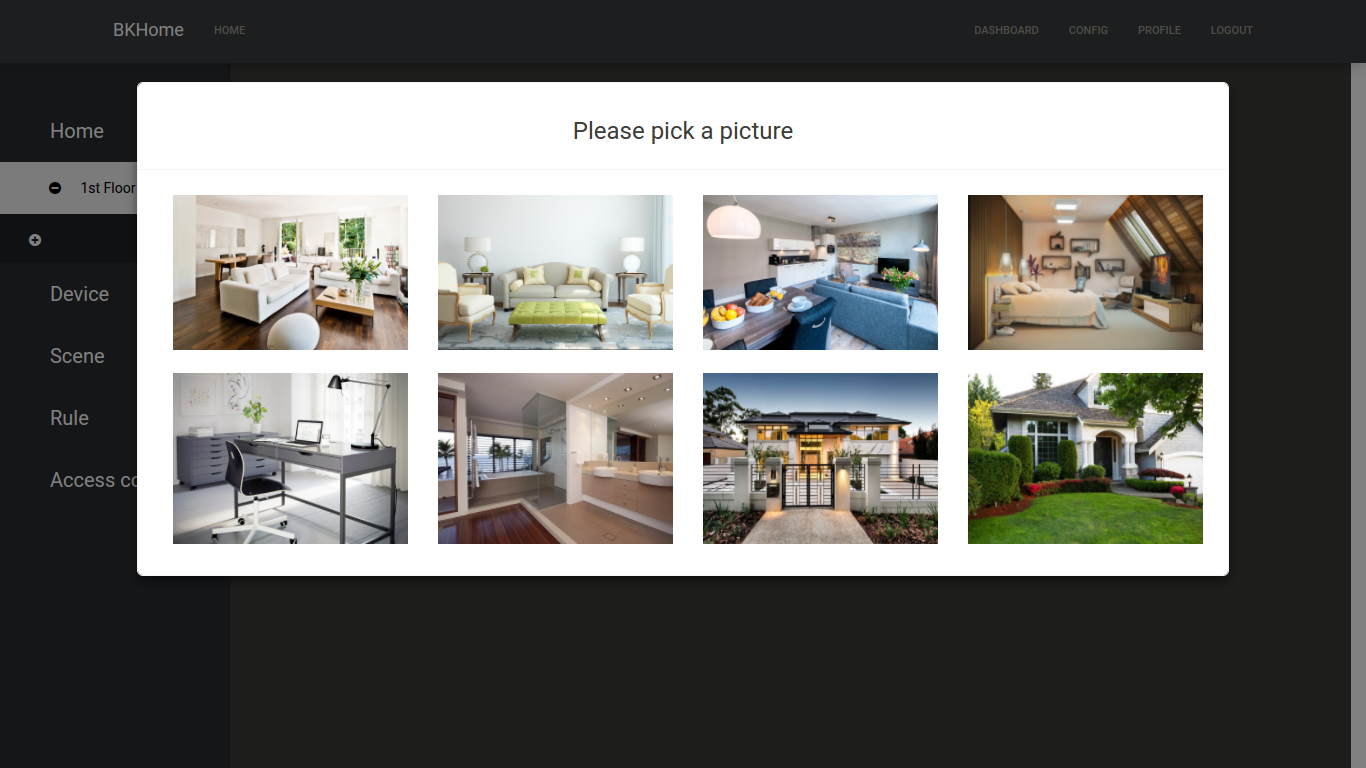 BKHome
HOME
DASHBOARD
CONFIG
PROFILE
LOGOUT
Home
1st Floor
Device
Scene
Rule
Access co
Please pick a picture